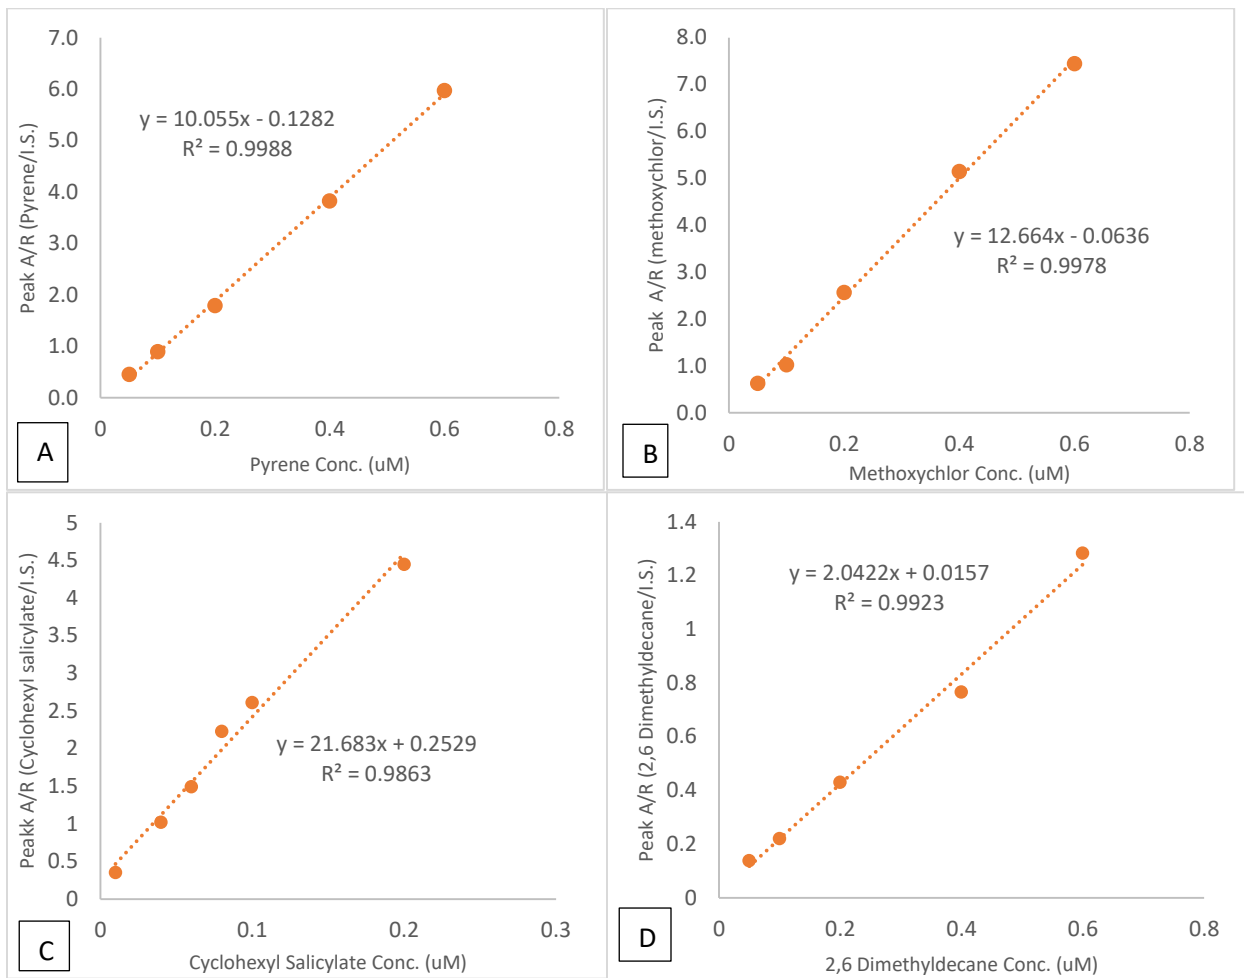 7.0
6.0
5.0
4.0
3.0
2.0
1.0
0.0
Peak A/R (Pyrene/I.S.)
y = 10.055x - 0.1282
R² = 0.9988
0 0.2 0.4 0.6 0.8
Pyrene Conc. (uM)
A
8.0
7.0
6.0
5.0
4.0
3.0
2.0
1.0
0.0
Peak A/R (methoxychlor/I.S.)
y = 12.664x - 0.0636
R² = 0.9978
0 0.2 0.4 0.6 0.8
Methoxychlor Conc. (uM)
B
5
4.5
4
3.5
3
2.5
2
1.5
1
0.5
0
Peakk A/R (Cyclohexyl salicylate/I.S.)
y = 21.683x + 0.2529
R² = 0.9863
0 0.1 0.2 0.3
Cyclohexyl Salicylate Conc. (uM)
C
1.4
1.2
1
0.8
0.6
0.4
0.2
0
Peak A/R (2,6 Dimethyldecane/I.S.)
y = 2.0422x + 0.0157
R² = 0.9923
0 0.2 0.4 0.6 0.8
2,6 Dimethyldecane Conc. (uM)
D